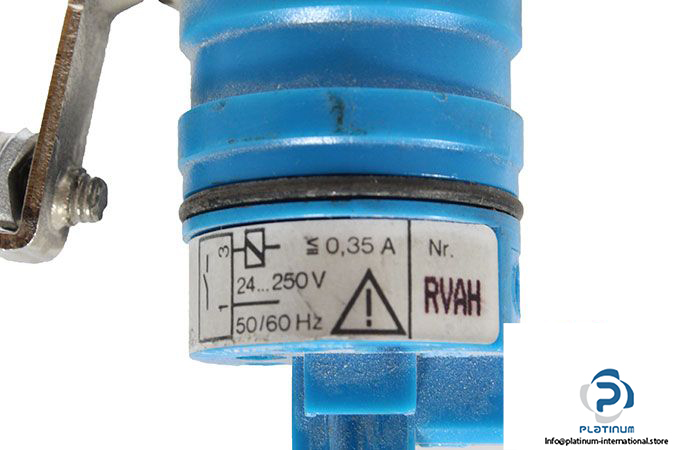 3
1
≦ 0,35 A
24...250 V
50/60 Hz
Nr.
RVAH
PLATINUM
Info@platinum-international.store